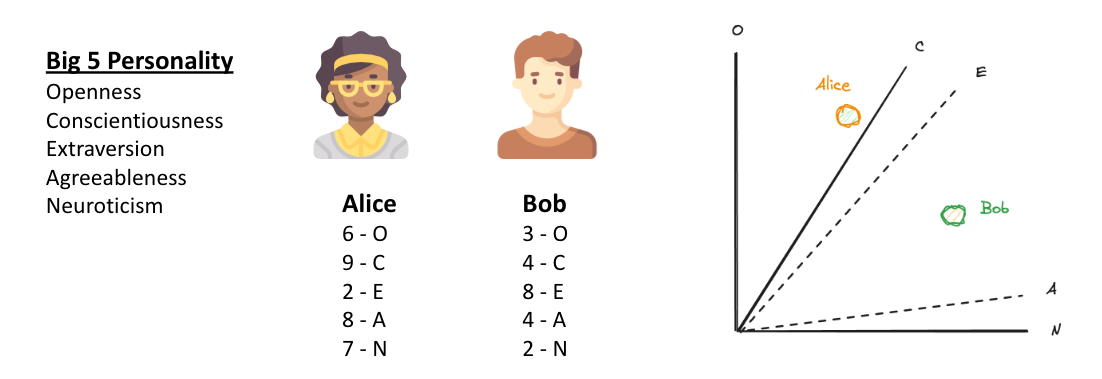 Big 5 Personality
Openness
Conscientiousness
Extraversion
Agreeableness
Neuroticism
Alice
6 - O
9 - C
2 - E
8 - A
7 - N
Bob
3 - O
4 - C
8 - E
4 - A
2 - N
O
C
E
Alice
Bob
A
N